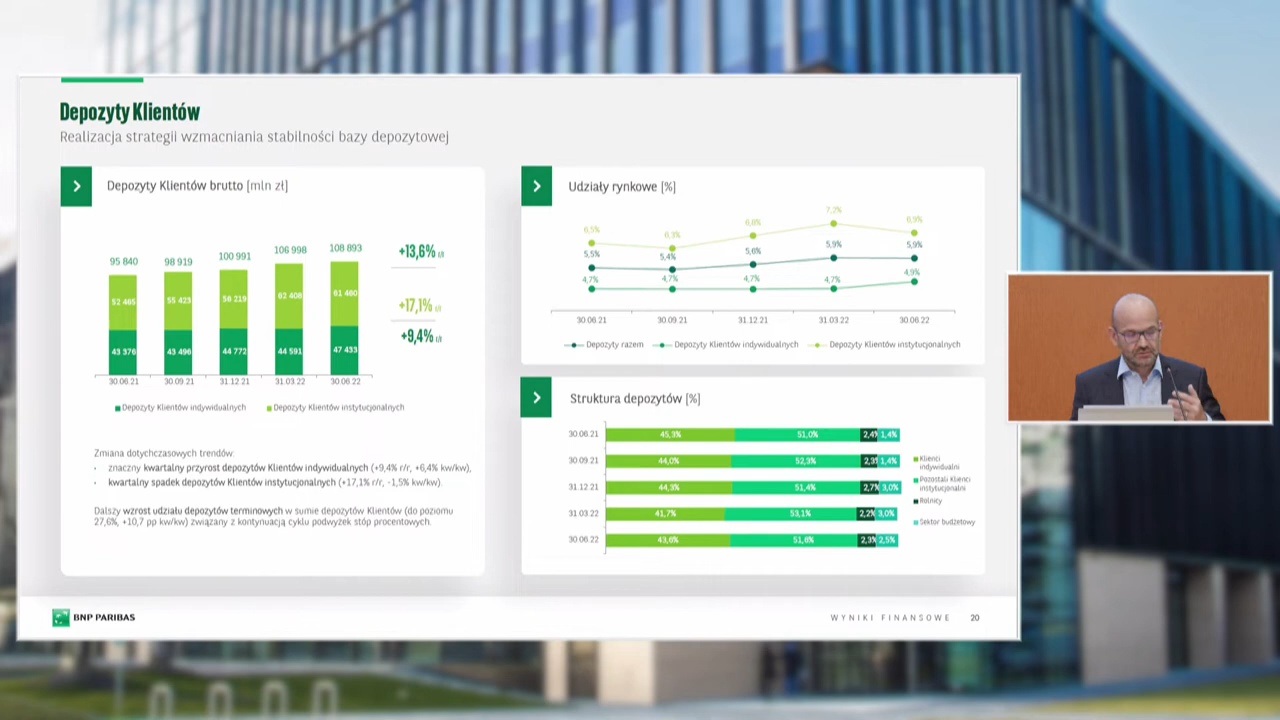 Depozyty Klientów
Realizacja strategii wzmacniania stabilności bazy depozytowej
Depozyty Klientów brutto [mln zł]
95 840
98 919
100 991
106 998
108 893
52 465
55 423
56 219
62 408
61 460
43 376
43 496
44 772
44 591
47 433
30 06 21
30 09 21
31 12 21
31 03 22
30 06 22
+13,6% r/r
+17,1% r/r
+9,4% r/r
Depozyty Klientów indywidualnych
Depozyty Klientów instytucjonalnych
Zmiana dotychczasowych trendów:
• znaczny kwartalny przyrost depozytów Klientów indywidualnych (+9,4% r/r, +6,4% kw/kw),
• kwartalny spadek depozytów Klientów instytucjonalnych (+17,1% r/r, -1,5% kw/kw).
Dalszy wzrost udziału depozytów terminowych w sumie depozytów Klientów (do poziomu
27,6%, +10,7 pp kw/kw) związany z kontynuacją cyklu podwyżek stóp procentowych.
Udziały rynkowe [%]
6,5%
6,3%
6,8%
7,2%
6,9%
5,5%
5,4%
5,6%
5,9%
5,9%
4,7%
4,7%
4,7%
4,7%
4,9%
30 06 21
30 09 21
31 12 21
31 03 22
30 06 22
Depozyty razem
Depozyty Klientów indywidualnych
Depozyty Klientów instytucjonalnych
Struktura depozytów [%]
30 06 21 45,3% 51,0% 2,4% 1,4%
30 09 21 44,0% 52,3% 2,3% 1,4%
31 12 21 44,3% 51,4% 2,7% 3,0%
31 03 22 41,7% 53,1% 2,2% 3,0%
30 06 22 43,6% 51,6% 2,3% 2,5%
Klienci
indywidualni
Pozostali Klienci
instytucjonalni
Rolnicy
Sektor budżetowy
BNP PARIBAS
WYNIKI FINANSOWE 20